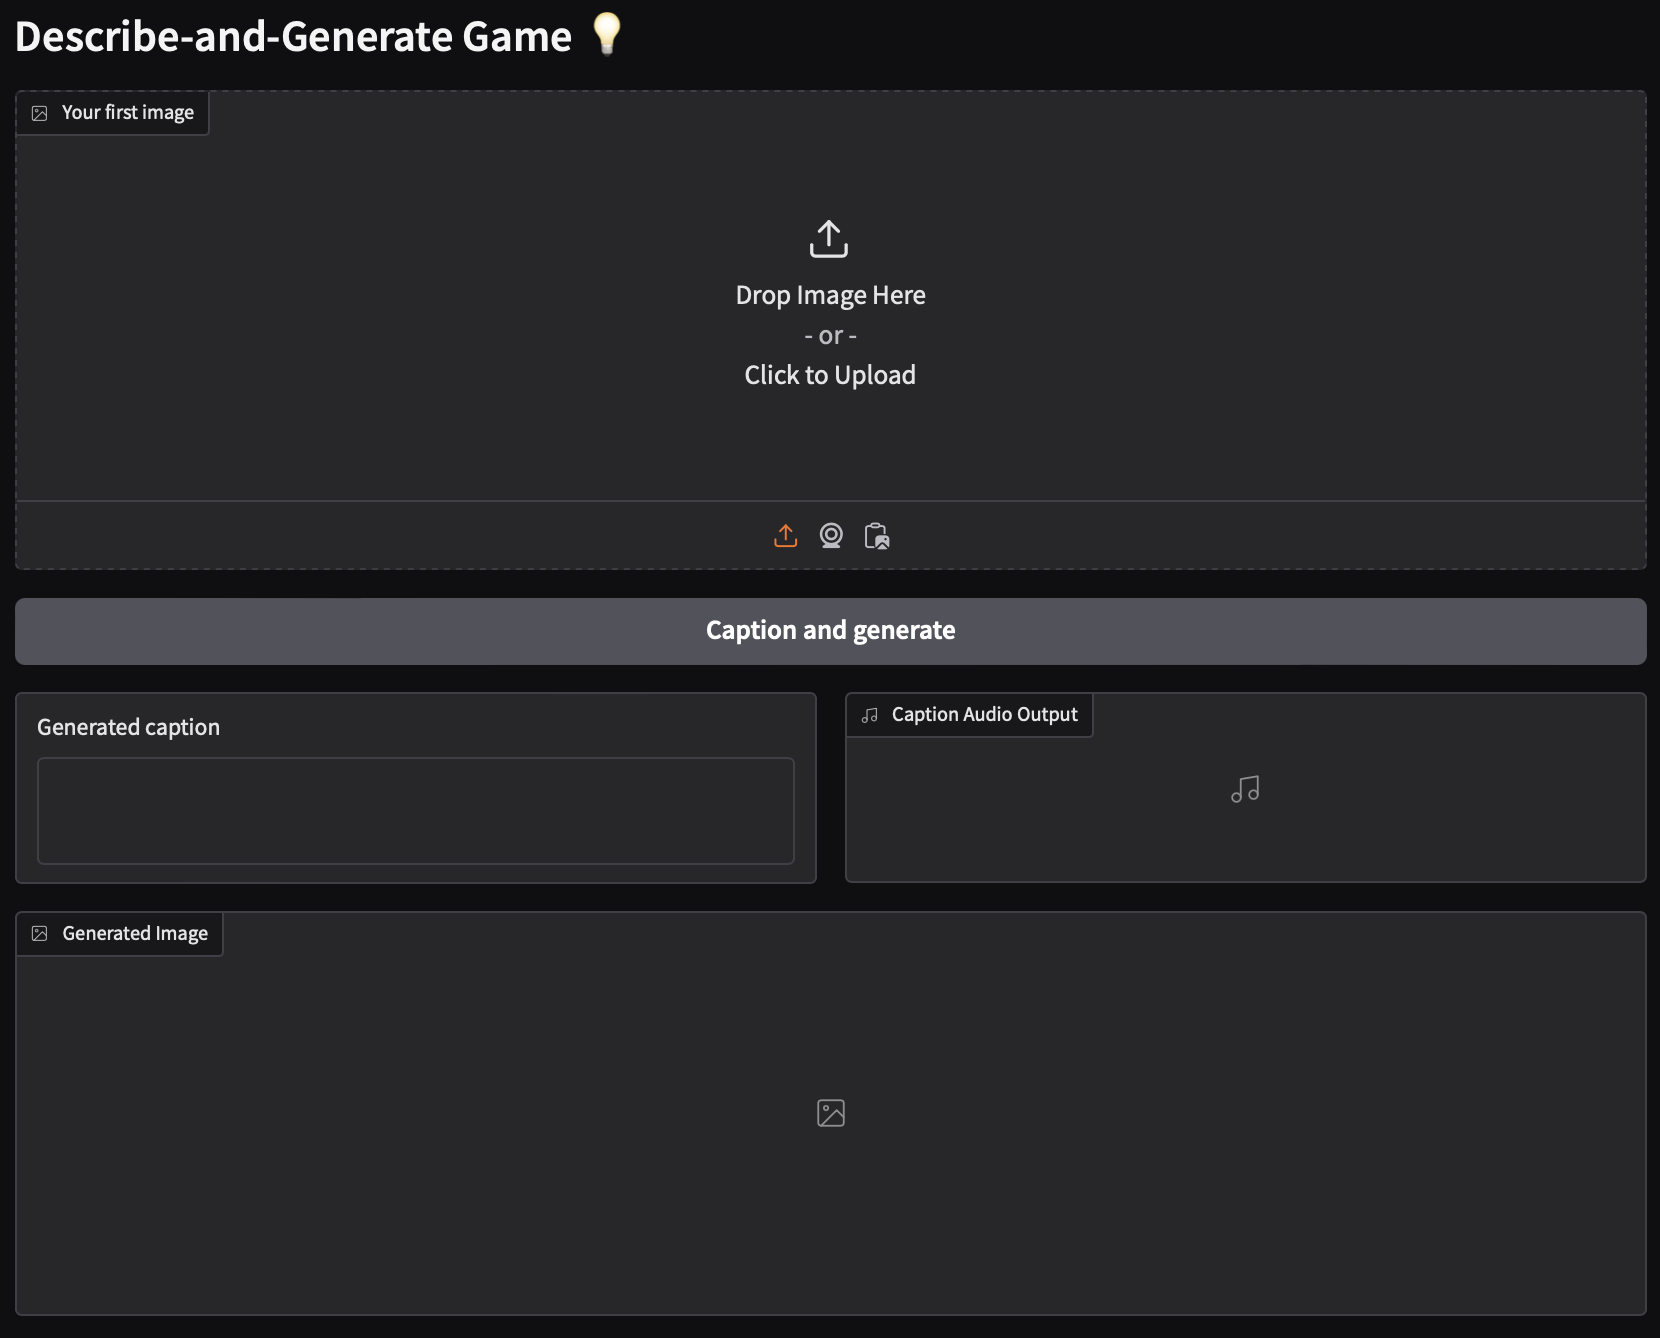 Describe-and-Generate Game 💡
Your first image
Drop Image Here
- or -
Click to Upload
Caption and generate
Generated caption
Caption Audio Output
Generated Image